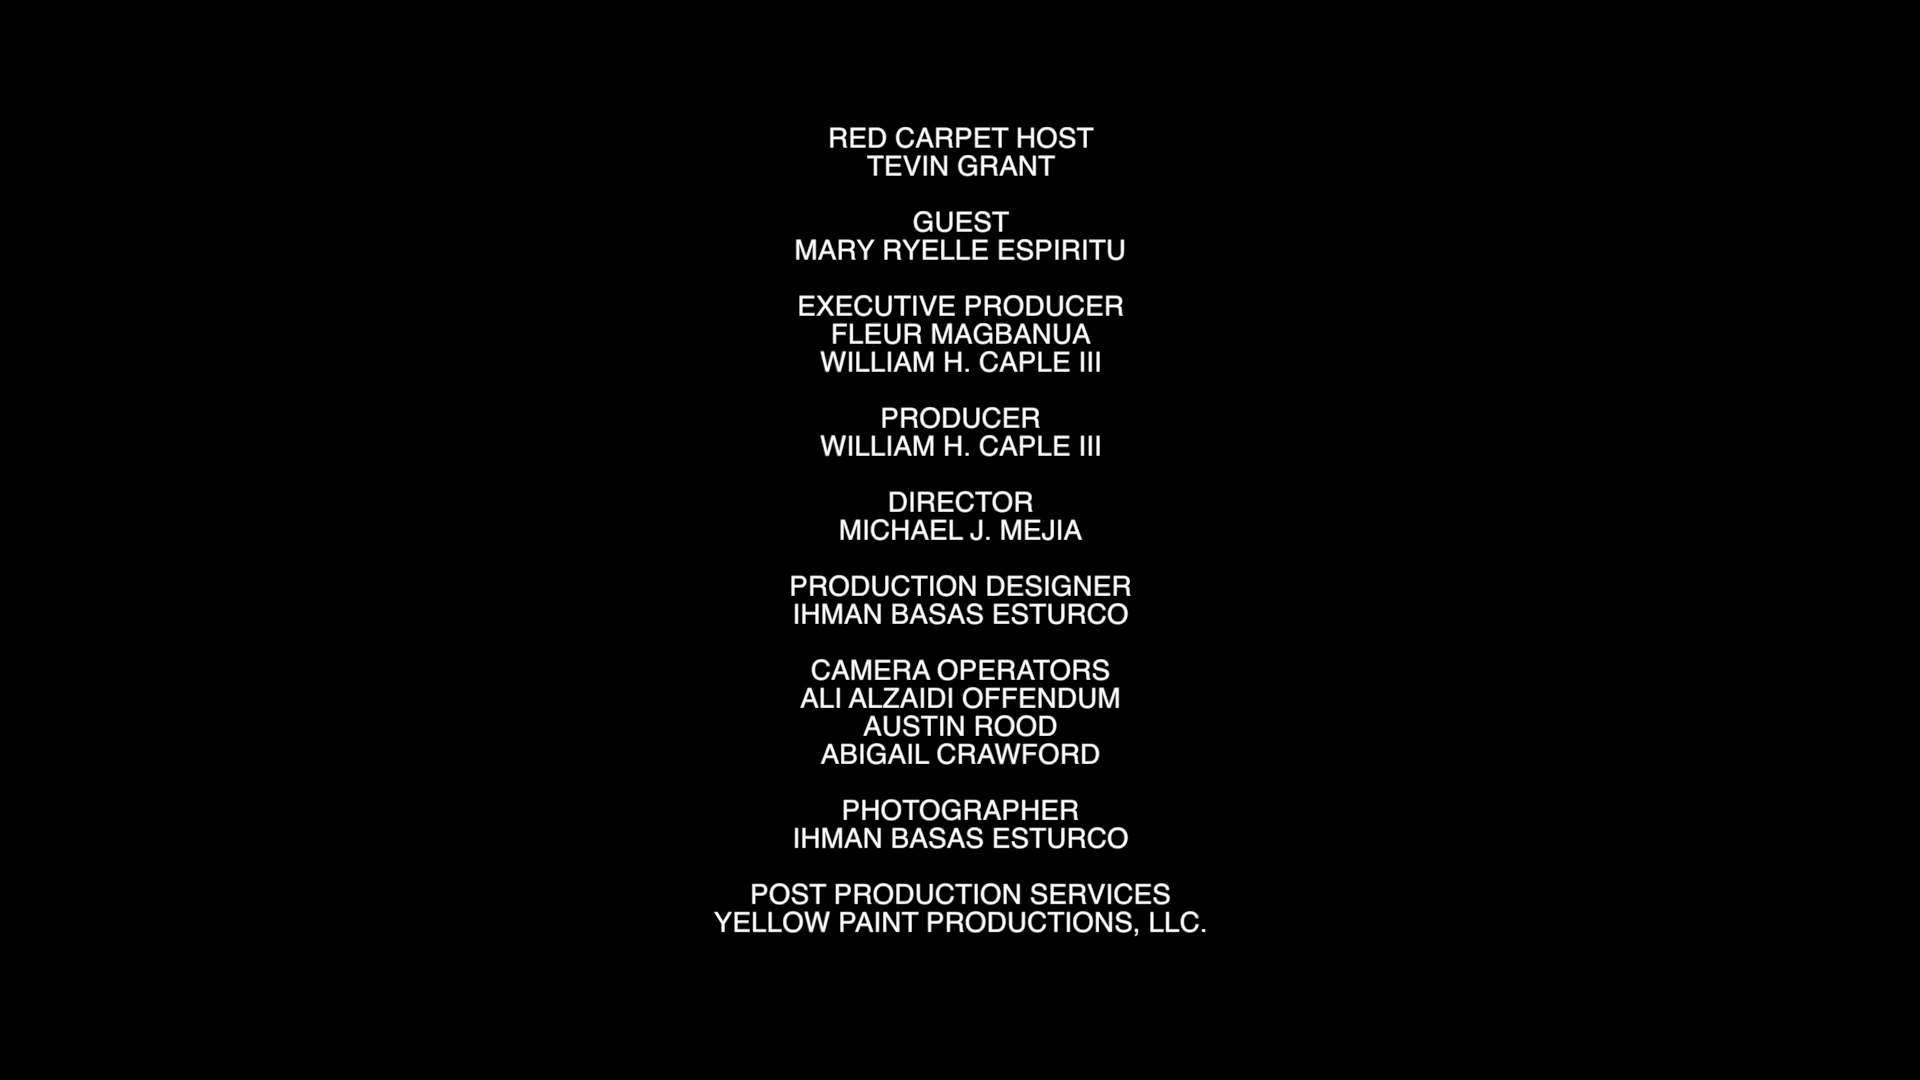 RED CARPET HOST
TEVIN GRANT
GUEST
MARY RYELLE ESPIRITU
EXECUTIVE PRODUCER
FLEUR MAGBANUA
WILLIAM H. CAPLE III
PRODUCER
WILLIAM H. CAPLE III
DIRECTOR
MICHAEL J. MEJIA
PRODUCTION DESIGNER
IHMAN BASAS ESTURCO
CAMERA OPERATORS
ALI ALZAIDI OFFENDUM
AUSTIN ROOD
ABIGAIL CRAWFORD
PHOTOGRAPHER
IHMAN BASAS ESTURCO
POST PRODUCTION SERVICES
YELLOW PAINT PRODUCTIONS, LLC.